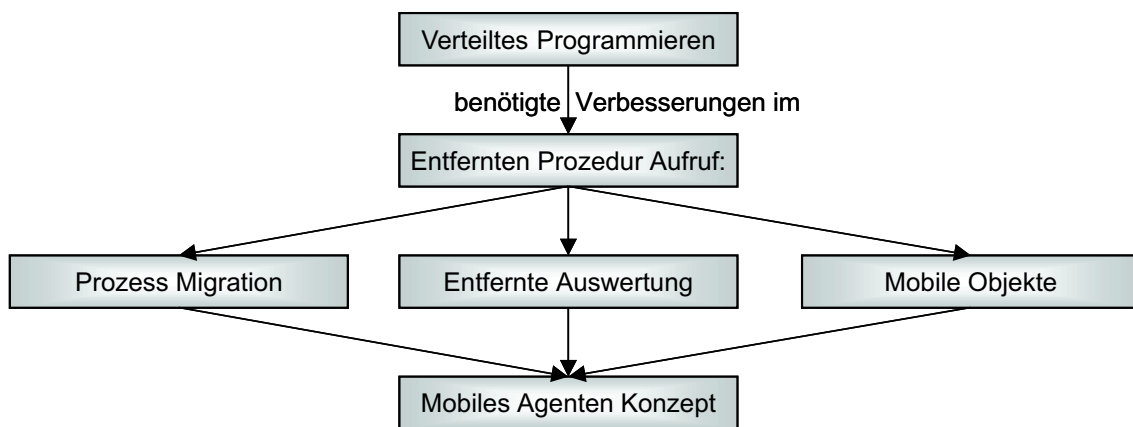 Verteiltes Programmieren
benötigte Verbesserungen im
Entfernten Prozedur Aufruf:
Prozess Migration
Entfernte Auswertung
Mobile Objekte
Mobiles Agenten Konzept